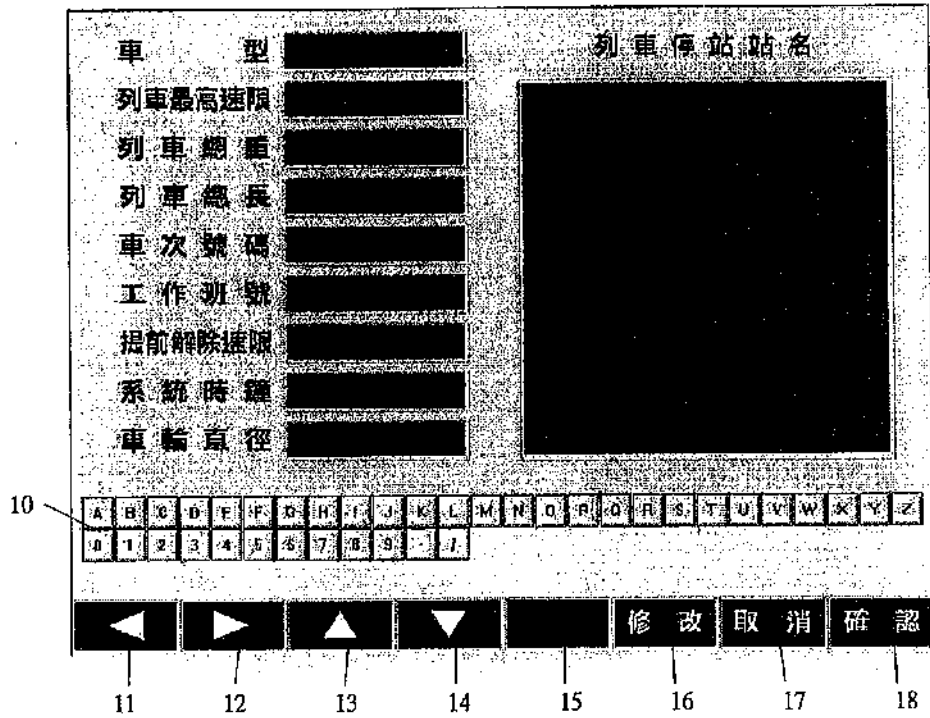 車型
列車停站站名
列車最高速限
列車總重
列車總長
車次號碼
工作班號
提前解除速限
系統時鐘
車輪直徑
10
A B C D E F G H I J K L M N O P Q R S T U V W X Y Z
0 1 2 3 4 5 6 7 8 9 - /
修改 取消 確認
11 12 13 14 15 16 17 18